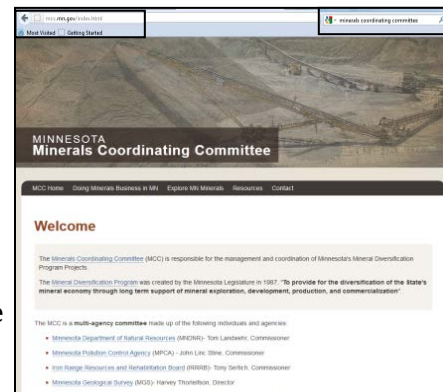 mcc.mn.gov/index.html
minerals coordinating committee
Most Visited Getting Started
MINNESOTA
Minerals Coordinating Committee
MCC Home Doing Minerals Business in MN Explore MN Minerals Resources Contact
Welcome
The Minerals Coordinating Committee (MCC) is responsible for the management and coordination of Minnesota's Mineral Diversification
Program Projects.
The Mineral Diversification Program was created by the Minnesota Legislature in 1987. "To provide for the diversification of the State's
mineral economy through long term support of mineral exploration, development, production, and commercialization"
The MCC is a multi-agency committee made up of the following individuals and agencies:
Minnesota Department of Natural Resources (MNDNR)- Tom Landwehr, Commissioner
Minnesota Pollution Control Agency (MPCA) - John Linc Stine, Commissioner
Iron Range Resources and Rehabilitation Board (IRRRB)- Tony Sertich, Commissioner
Minnesota Geological Survey (MGS)- Harvey Thorleifson, Director
e